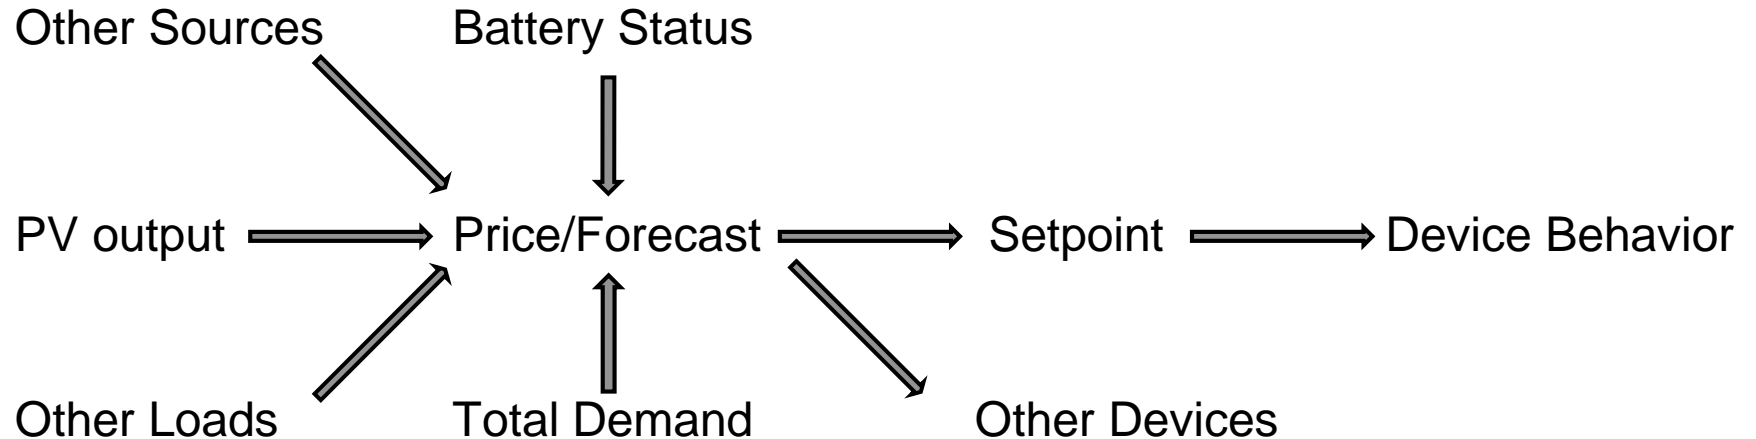 Other Sources
Battery Status
PV output
Price/Forecast
Setpoint
Device Behavior
Other Loads
Total Demand
Other Devices